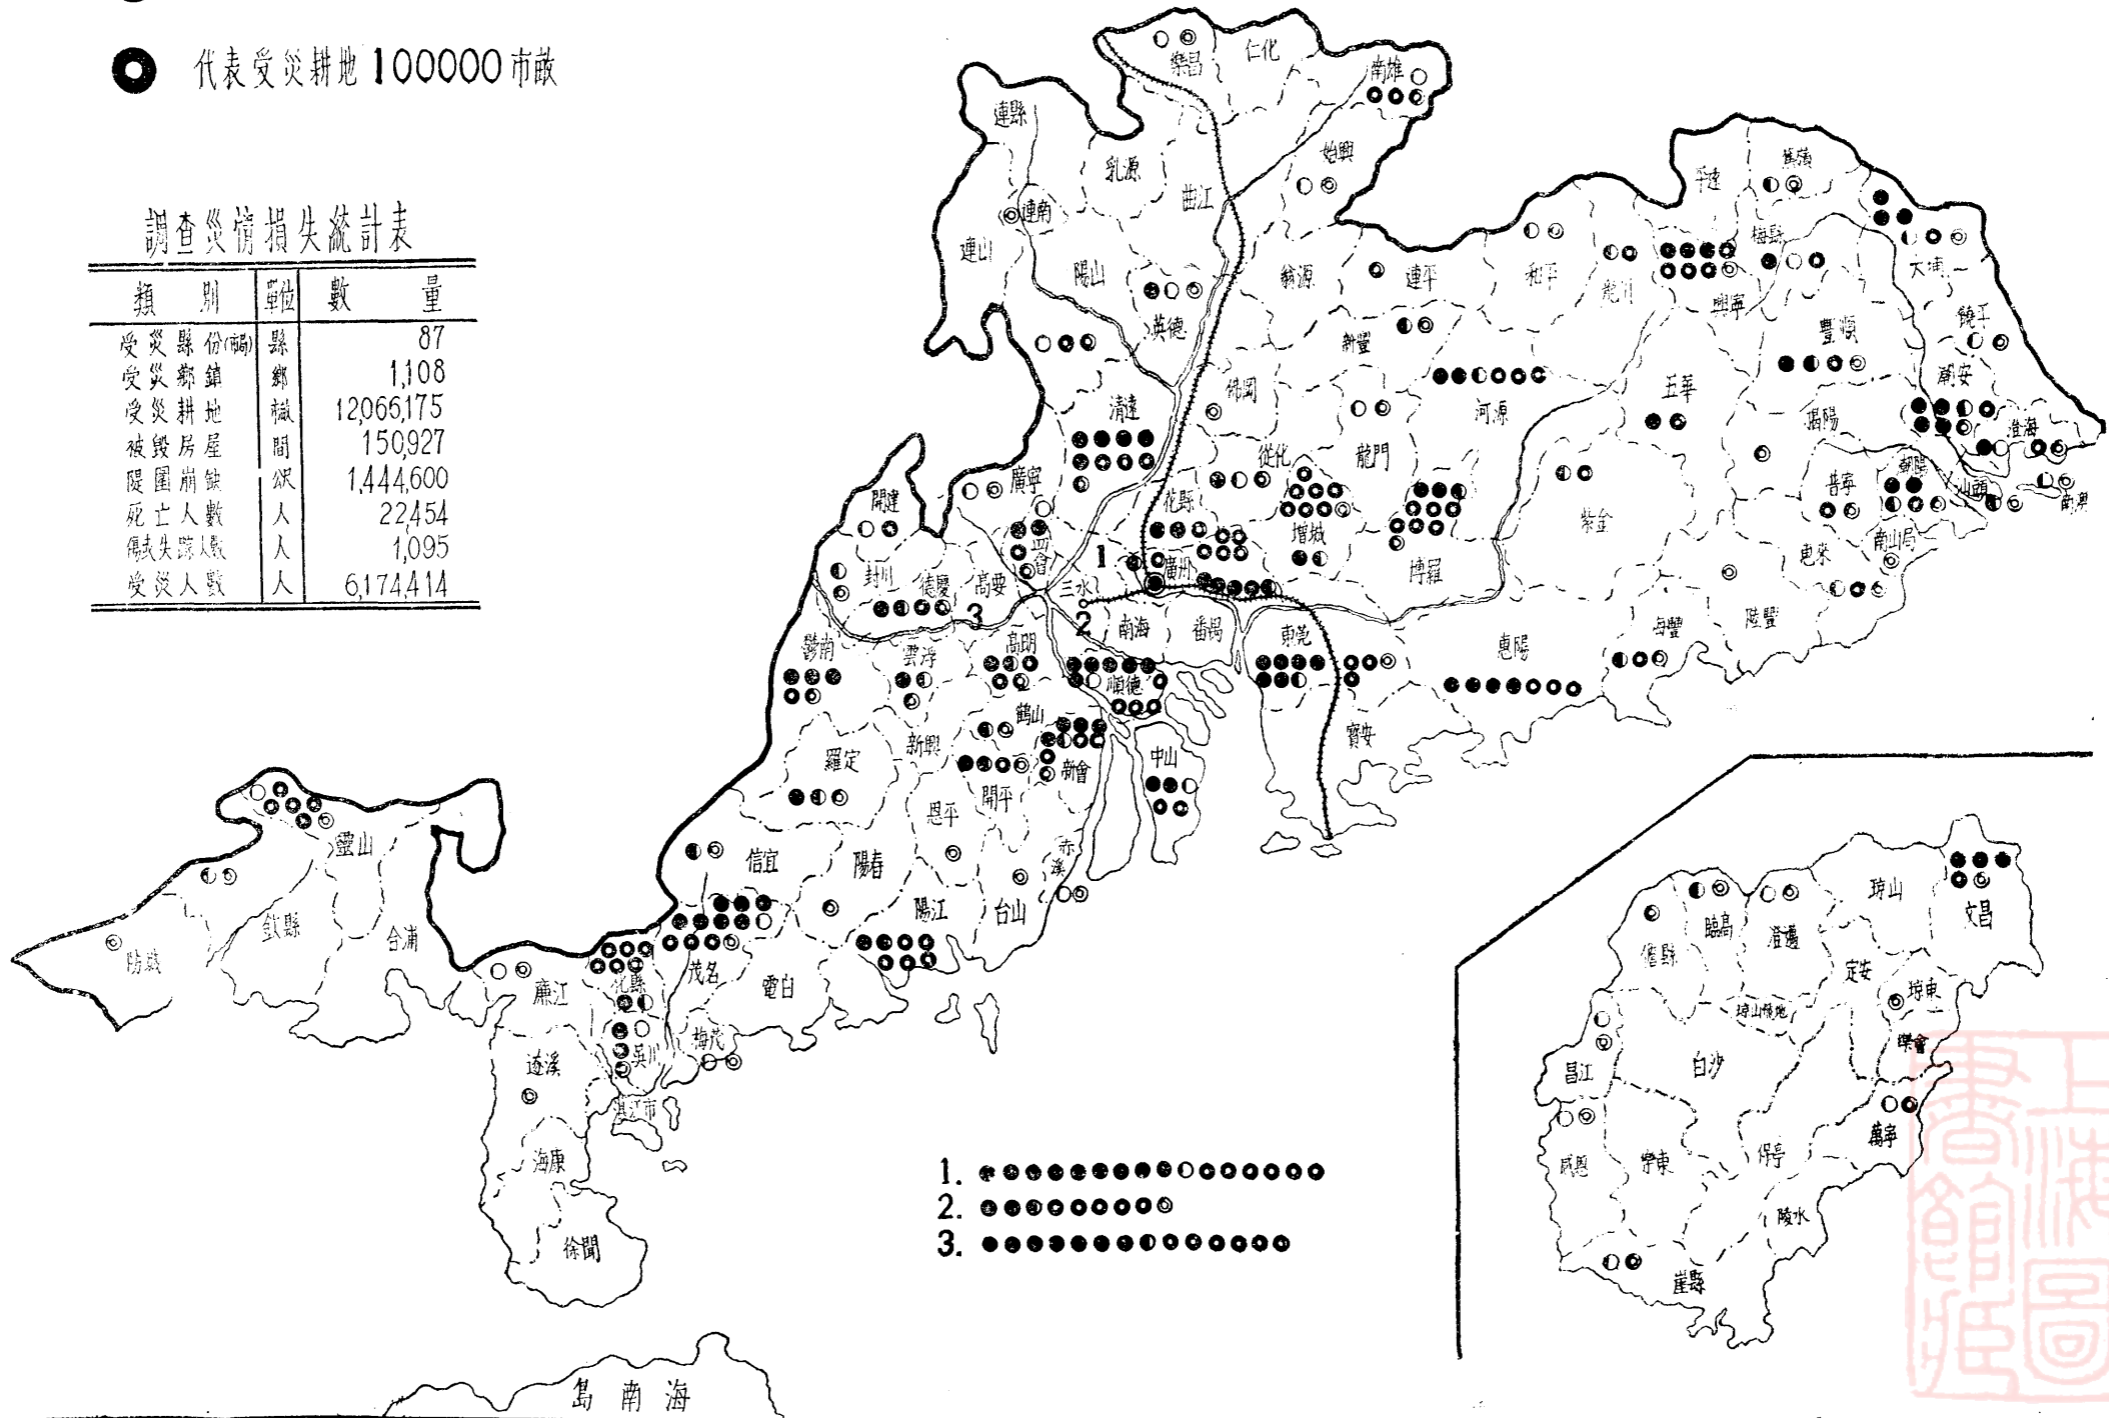 代表受災耕地100000市畝
調查災情損失統計表
類別 單位 數量
受災縣份(市局) 縣 87
受災鄉鎮 鄉 1,108
受災耕地 市畝 12,066,175
被毀房屋 間 150,927
隄圍崩缺 公尺 1,444,600
死亡人數 人 22,454
傷或失踪人數 人 1,095
受災人數 人 6,174,414
樂昌
仁化
南雄
連縣
乳源
始興
曲江
連南
連山
陽山
英德
翁源
連平
和平
龍川
平遠
蕉嶺
梅縣
大埔
興寧
饒平
豐順
新豐
佛岡
河源
五華
潮安
揭陽
澄海
清遠
從化
龍門
廣寧
開建
花縣
增城
博羅
紫金
普寧
潮陽
汕頭
南澳
南山局
惠來
四會
1
廣州
封川
德慶
高要
三水
3
2
南海
番禺
東莞
惠陽
海豐
陸豐
鬱南
雲浮
高明
順德
鶴山
新興
羅定
新會
中山
寶安
開平
恩平
靈山
信宜
陽春
赤溪
台山
陽江
欽縣
合浦
防城
廉江
化縣
茂名
電白
吳川
梅茂
遂溪
湛江市
海康
徐聞
瓊山
文昌
臨高
澄邁
儋縣
定安
瓊東
瓊山飛地
樂會
白沙
昌江
萬寧
感恩
樂東
保亭
陵水
崖縣
1.
2.
3.
島南海
上海圖
書館藏